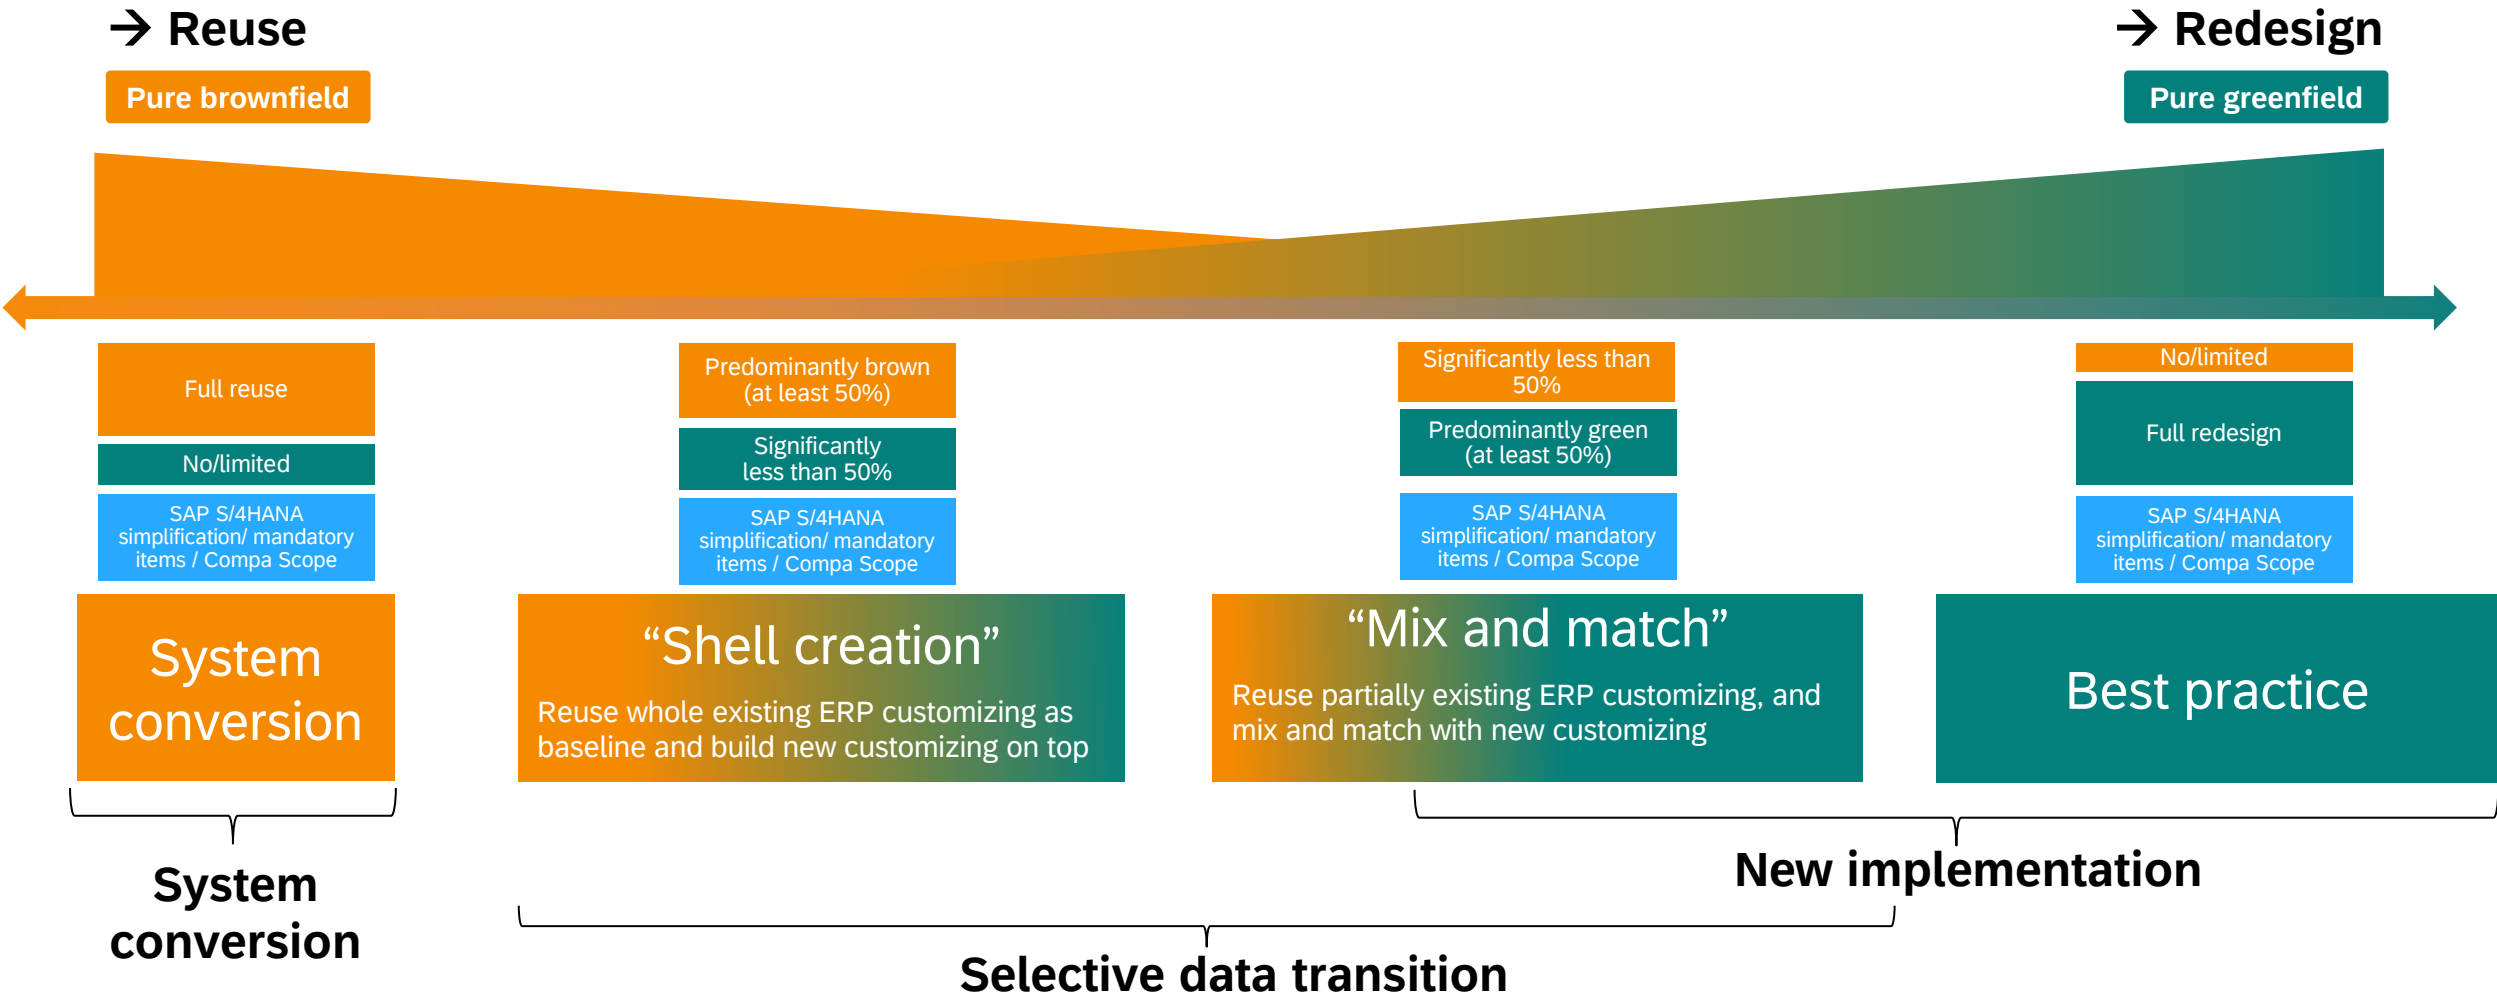 → Reuse
→ Redesign
Pure brownfield
Pure greenfield
Full reuse
No/limited
SAP S/4HANA
simplification/ mandatory
items / Compa Scope
Predominantly brown
(at least 50%)
Significantly
less than 50%
SAP S/4HANA
simplification/ mandatory
items / Compa Scope
Significantly less than
50%
Predominantly green
(at least 50%)
SAP S/4HANA
simplification/ mandatory
items / Compa Scope
No/limited
Full redesign
SAP S/4HANA
simplification/ mandatory
items / Compa Scope
System
conversion
“Shell creation”
Reuse whole existing ERP customizing as
baseline and build new customizing on top
“Mix and match”
Reuse partially existing ERP customizing, and
mix and match with new customizing
Best practice
System
conversion
New implementation
Selective data transition